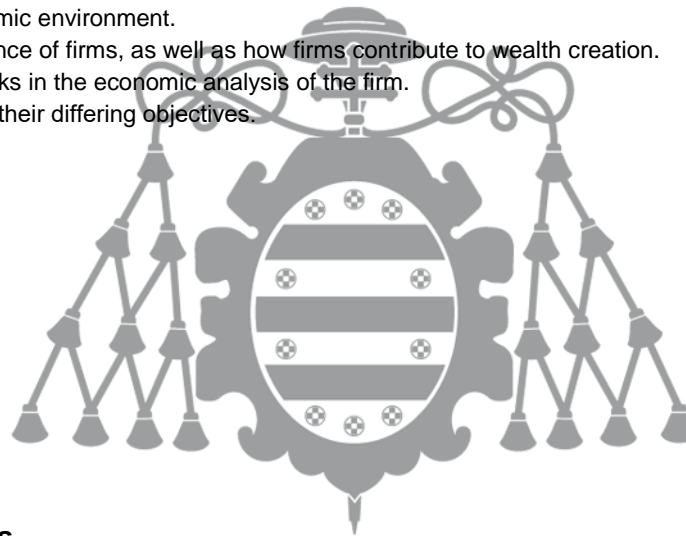 mic environment.
nce of firms, as well as how firms contribute to wealth creation.
ks in the economic analysis of the firm.
their differing objectives.
s